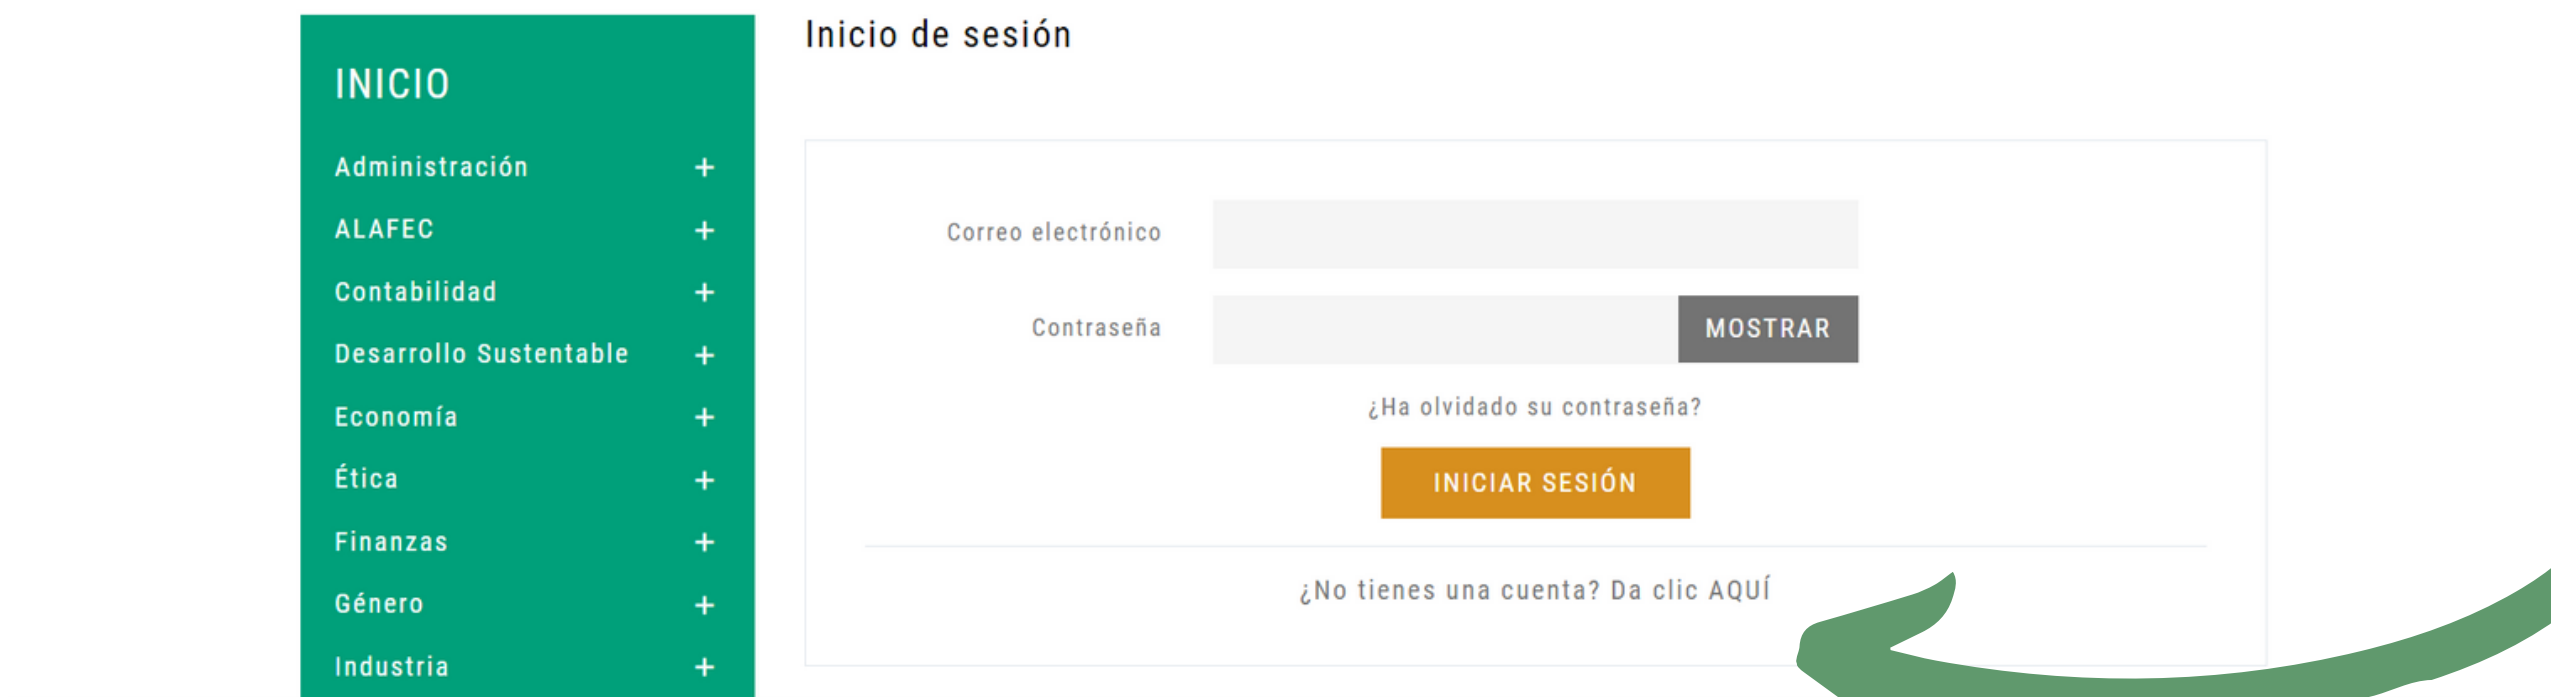 INICIO
Administración +
ALAFEC +
Contabilidad +
Desarrollo Sustentable +
Economía +
Ética +
Finanzas +
Género +
Industria +
Inicio de sesión
Correo electrónico
Contraseña MOSTRAR
¿Ha olvidado su contraseña?
INICIAR SESIÓN
¿No tienes una cuenta? Da clic AQUÍ